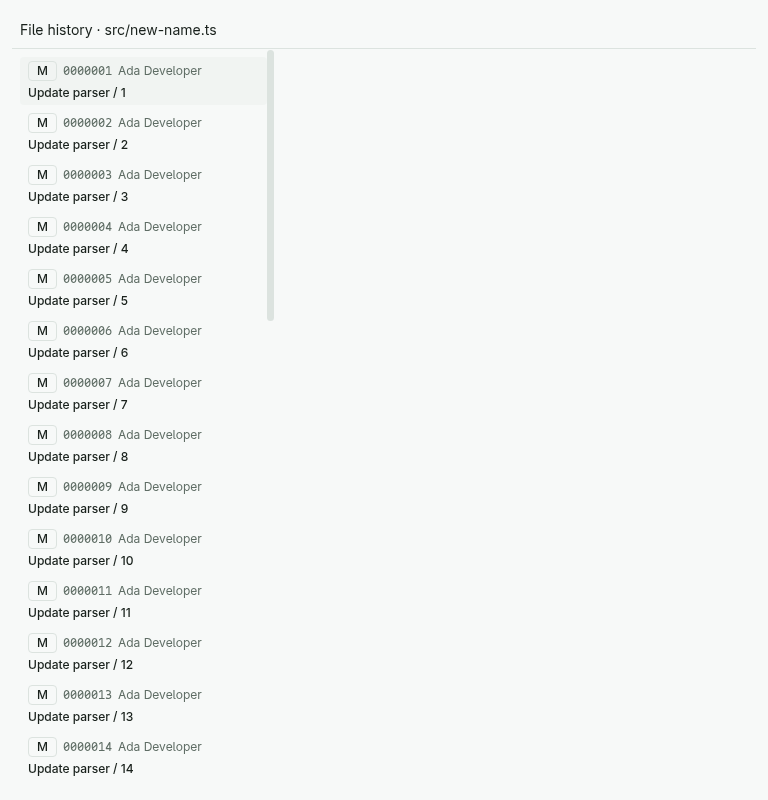 File history · src/new-name.ts
M 0000001 Ada Developer
Update parser / 1
M 0000002 Ada Developer
Update parser / 2
M 0000003 Ada Developer
Update parser / 3
M 0000004 Ada Developer
Update parser / 4
M 0000005 Ada Developer
Update parser / 5
M 0000006 Ada Developer
Update parser / 6
M 0000007 Ada Developer
Update parser / 7
M 0000008 Ada Developer
Update parser / 8
M 0000009 Ada Developer
Update parser / 9
M 0000010 Ada Developer
Update parser / 10
M 0000011 Ada Developer
Update parser / 11
M 0000012 Ada Developer
Update parser / 12
M 0000013 Ada Developer
Update parser / 13
M 0000014 Ada Developer
Update parser / 14